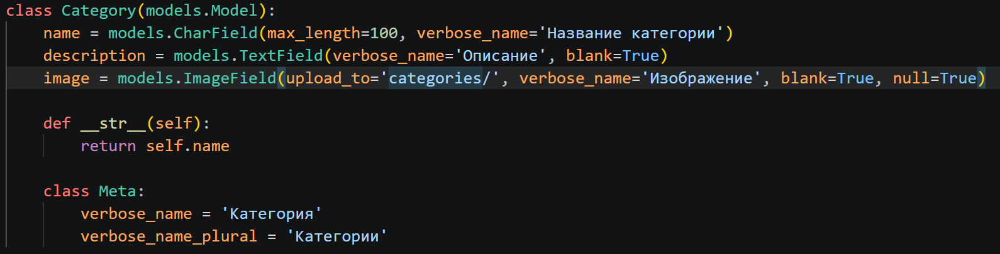 class Category(models.Model):
name = models.CharField(max_length=100, verbose_name='Название категории')
description = models.TextField(verbose_name='Описание', blank=True)
image = models.ImageField(upload_to='categories/', verbose_name='Изображение', blank=True, null=True)
def __str__(self):
return self.name
class Meta:
verbose_name = 'Категория'
verbose_name_plural = 'Категории'